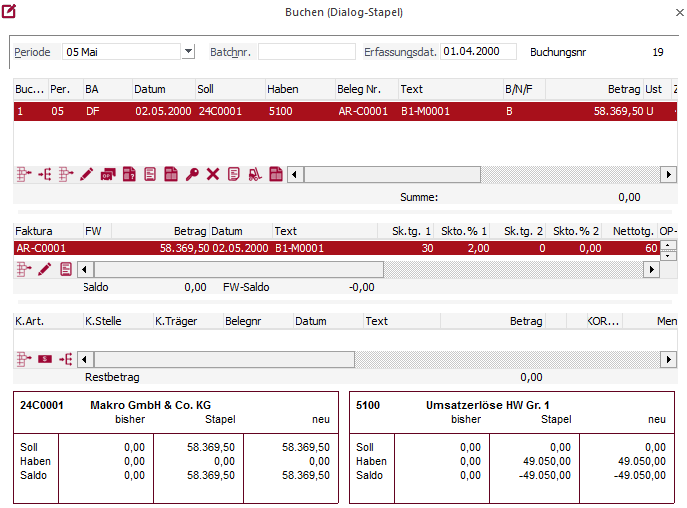 Buchen (Dialog-Stapel)
Periode 05 Mai Batchnr. Erfassungsdat. 01.04.2000 Buchungsnr 19
Buc... Per. BA Datum Soll Haben Beleg Nr. Text B/N/F Betrag Ust Z
1 05 DF 02.05.2000 24C0001 5100 AR-C0001 B1-M0001 B 58.369,50 U
Summe: 0,00
Faktura FW Betrag Datum Text Sk.tg. 1 Skto.% 1 Sk.tg. 2 Skto.% 2 Nettotg. OP-
AR-C0001 58.369,50 02.05.2000 B1-M0001 30 2,00 0 0,00 60
Saldo 0,00 FW-Saldo -0,00
K.Art. K.Stelle K.Träger Belegnr Datum Text Betrag KOR... Men
Restbetrag 0,00
24C0001 Makro GmbH & Co. KG
bisher Stapel neu
Soll 0,00 58.369,50 58.369,50
Haben 0,00 0,00 0,00
Saldo 0,00 58.369,50 58.369,50
5100 Umsatzerlöse HW Gr. 1
bisher Stapel neu
Soll 0,00 0,00 0,00
Haben 0,00 49.050,00 49.050,00
Saldo 0,00 -49.050,00 -49.050,00